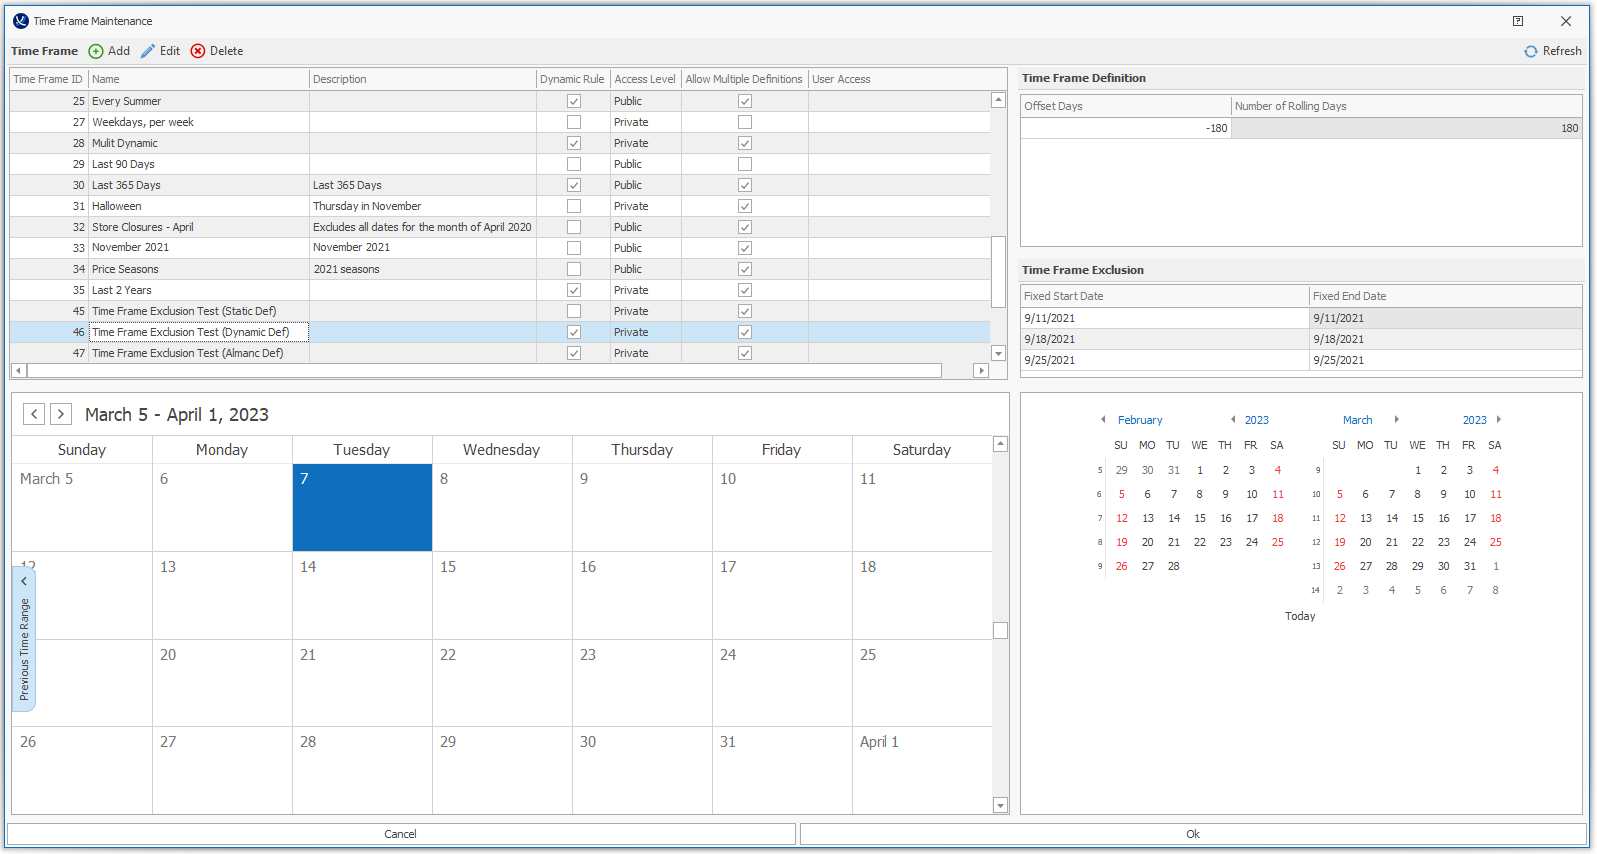 Time Frame Maintenance
Time Frame Add Edit Delete Refresh
Time Frame ID Name Description Dynamic Rule Access Level Allow Multiple Definitions User Access
25 Every Summer Public
27 Weekdays, per week Private
28 Mulit Dynamic Private
29 Last 90 Days Public
30 Last 365 Days Last 365 Days Public
31 Halloween Thursday in November Private
32 Store Closures - April Excludes all dates for the month of April 2020 Public
33 November 2021 November 2021 Public
34 Price Seasons 2021 seasons Public
35 Last 2 Years Private
45 Time Frame Exclusion Test (Static Def) Private
46 Time Frame Exclusion Test (Dynamic Def) Private
47 Time Frame Exclusion Test (Almanc Def) Private
Time Frame Definition
Offset Days Number of Rolling Days
-180 180
Time Frame Exclusion
Fixed Start Date Fixed End Date
9/11/2021 9/11/2021
9/18/2021 9/18/2021
9/25/2021 9/25/2021
March 5 - April 1, 2023
Sunday Monday Tuesday Wednesday Thursday Friday Saturday
March 5 6 7 8 9 10 11
12 13 14 15 16 17 18
20 21 22 23 24 25
26 27 28 29 30 31 April 1
Previous Time Range
February 2023
SU MO TU WE TH FR SA
5 29 30 31 1 2 3 4
6 5 6 7 8 9 10 11
7 12 13 14 15 16 17 18
8 19 20 21 22 23 24 25
9 26 27 28
March 2023
SU MO TU WE TH FR SA
9 1 2 3 4
10 5 6 7 8 9 10 11
11 12 13 14 15 16 17 18
12 19 20 21 22 23 24 25
13 26 27 28 29 30 31 1
14 2 3 4 5 6 7 8
Today
Cancel Ok